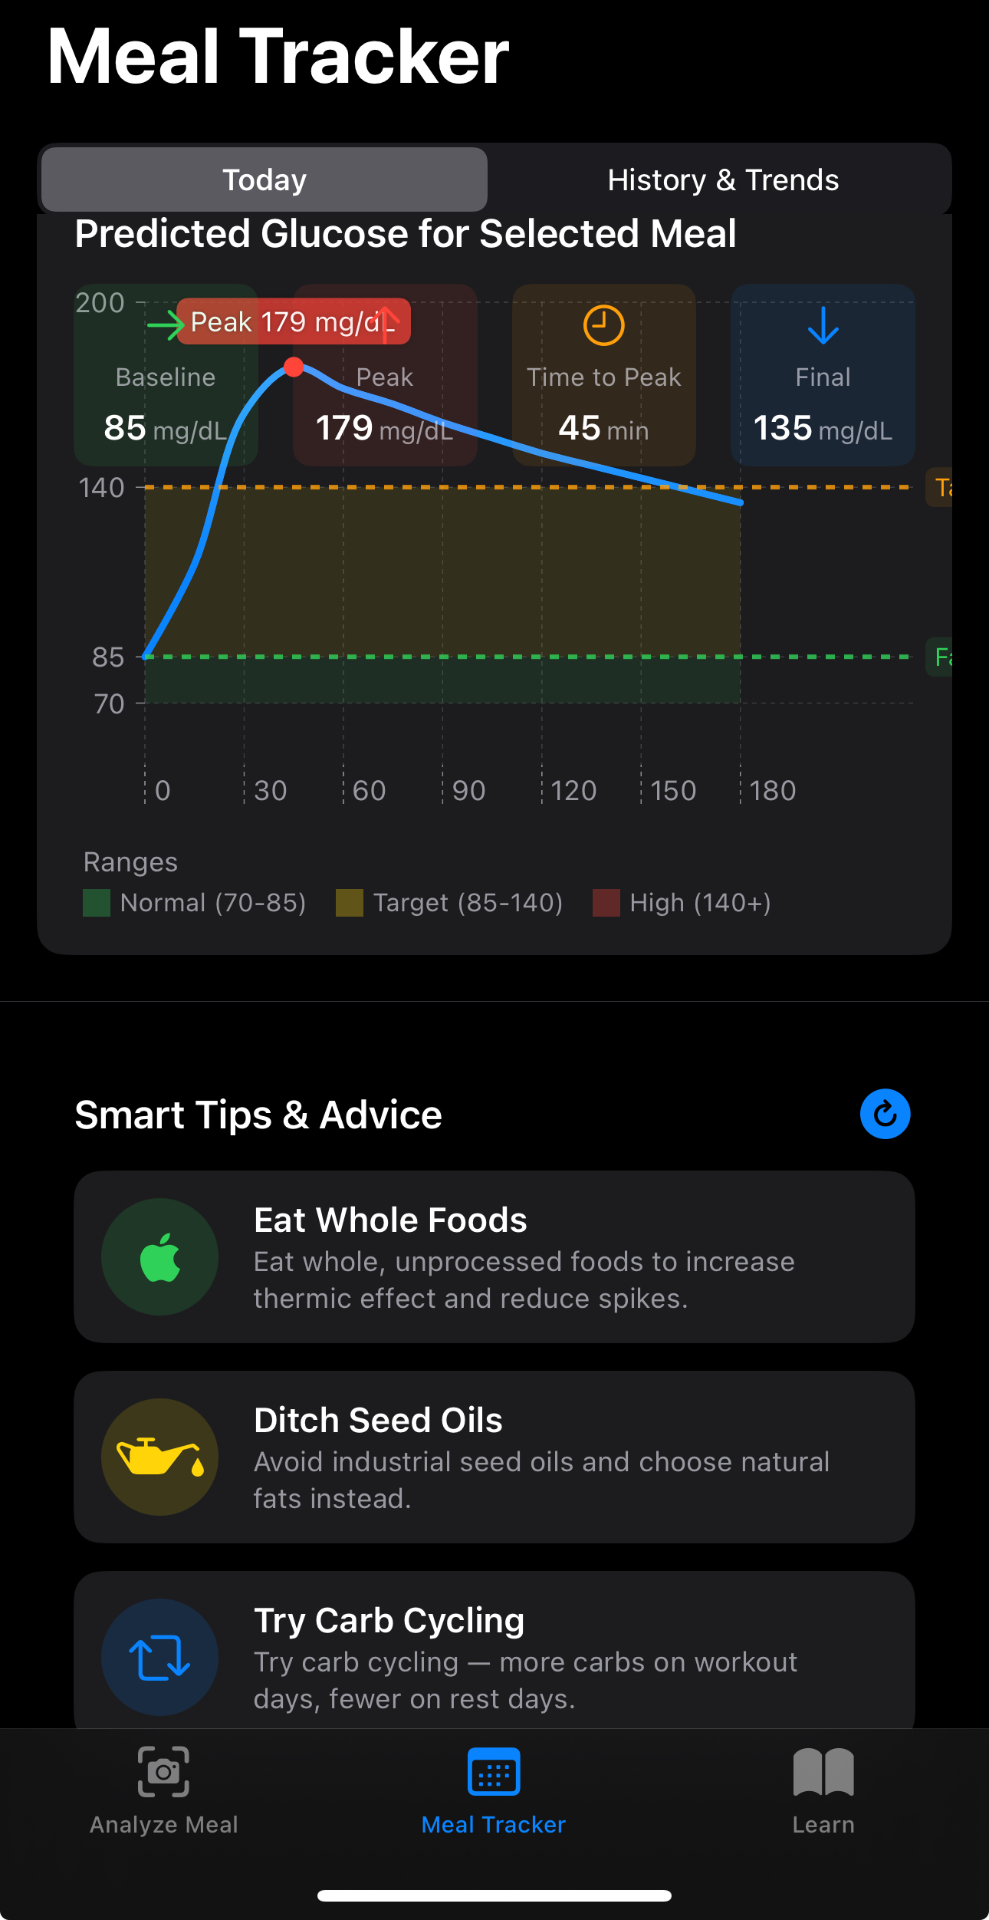 Meal Tracker
Today
History & Trends
Predicted Glucose for Selected Meal
200
Peak 179 mg/dL
Baseline
85 mg/dL
Peak
179 mg/dL
Time to Peak
45 min
Final
135 mg/dL
140
Ta
85
Fa
70
0 30 60 90 120 150 180
Ranges
Normal (70-85) Target (85-140) High (140+)
Smart Tips & Advice
Eat Whole Foods
Eat whole, unprocessed foods to increase
thermic effect and reduce spikes.
Ditch Seed Oils
Avoid industrial seed oils and choose natural
fats instead.
Try Carb Cycling
Try carb cycling — more carbs on workout
days, fewer on rest days.
Analyze Meal
Meal Tracker
Learn